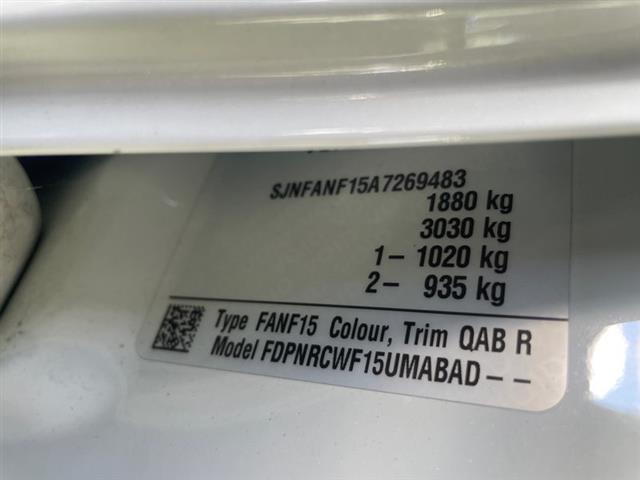 SJNFANF15A7269483
1880 kg
3030 kg
1– 1020 kg
2– 935 kg
Type FANF15 Colour, Trim QAB R
Model FDPNRCWF15UMABAD – –